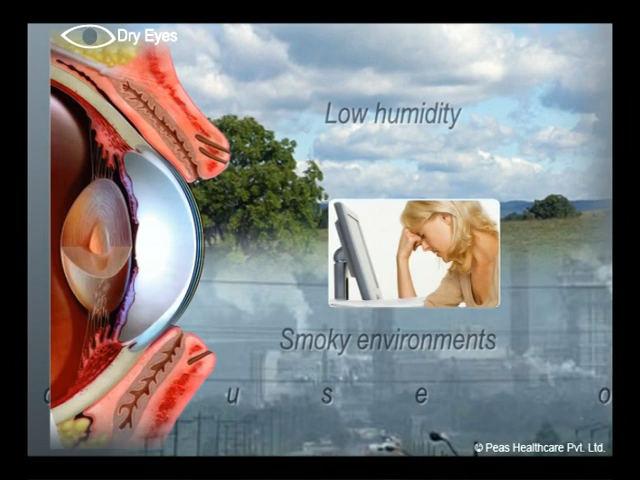 Dry Eyes
Low humidity
Smoky environments
u s e o
© Peas Healthcare Pvt. Ltd.